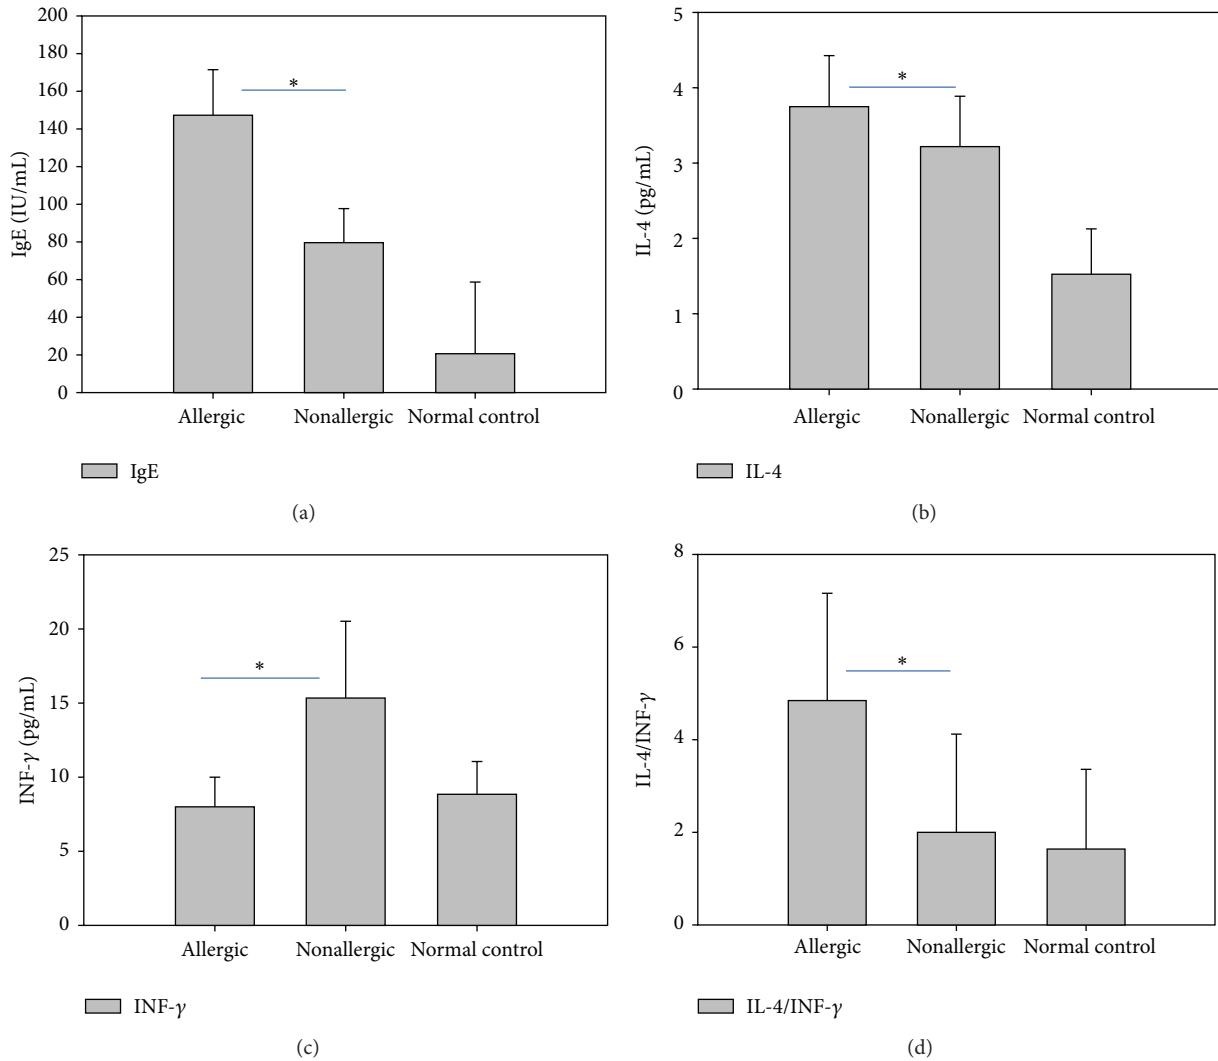 200
180
160
140
120
100
80
60
40
20
0
IgE (IU/mL)
*
Allergic Nonallergic Normal control
IgE
(a)
5
4
3
2
1
0
IL-4 (pg/mL)
*
Allergic Nonallergic Normal control
IL-4
(b)
25
20
15
10
5
0
INF-γ (pg/mL)
*
Allergic Nonallergic Normal control
INF-γ
(c)
8
6
4
2
0
IL-4/INF-γ
*
Allergic Nonallergic Normal control
IL-4/INF-γ
(d)